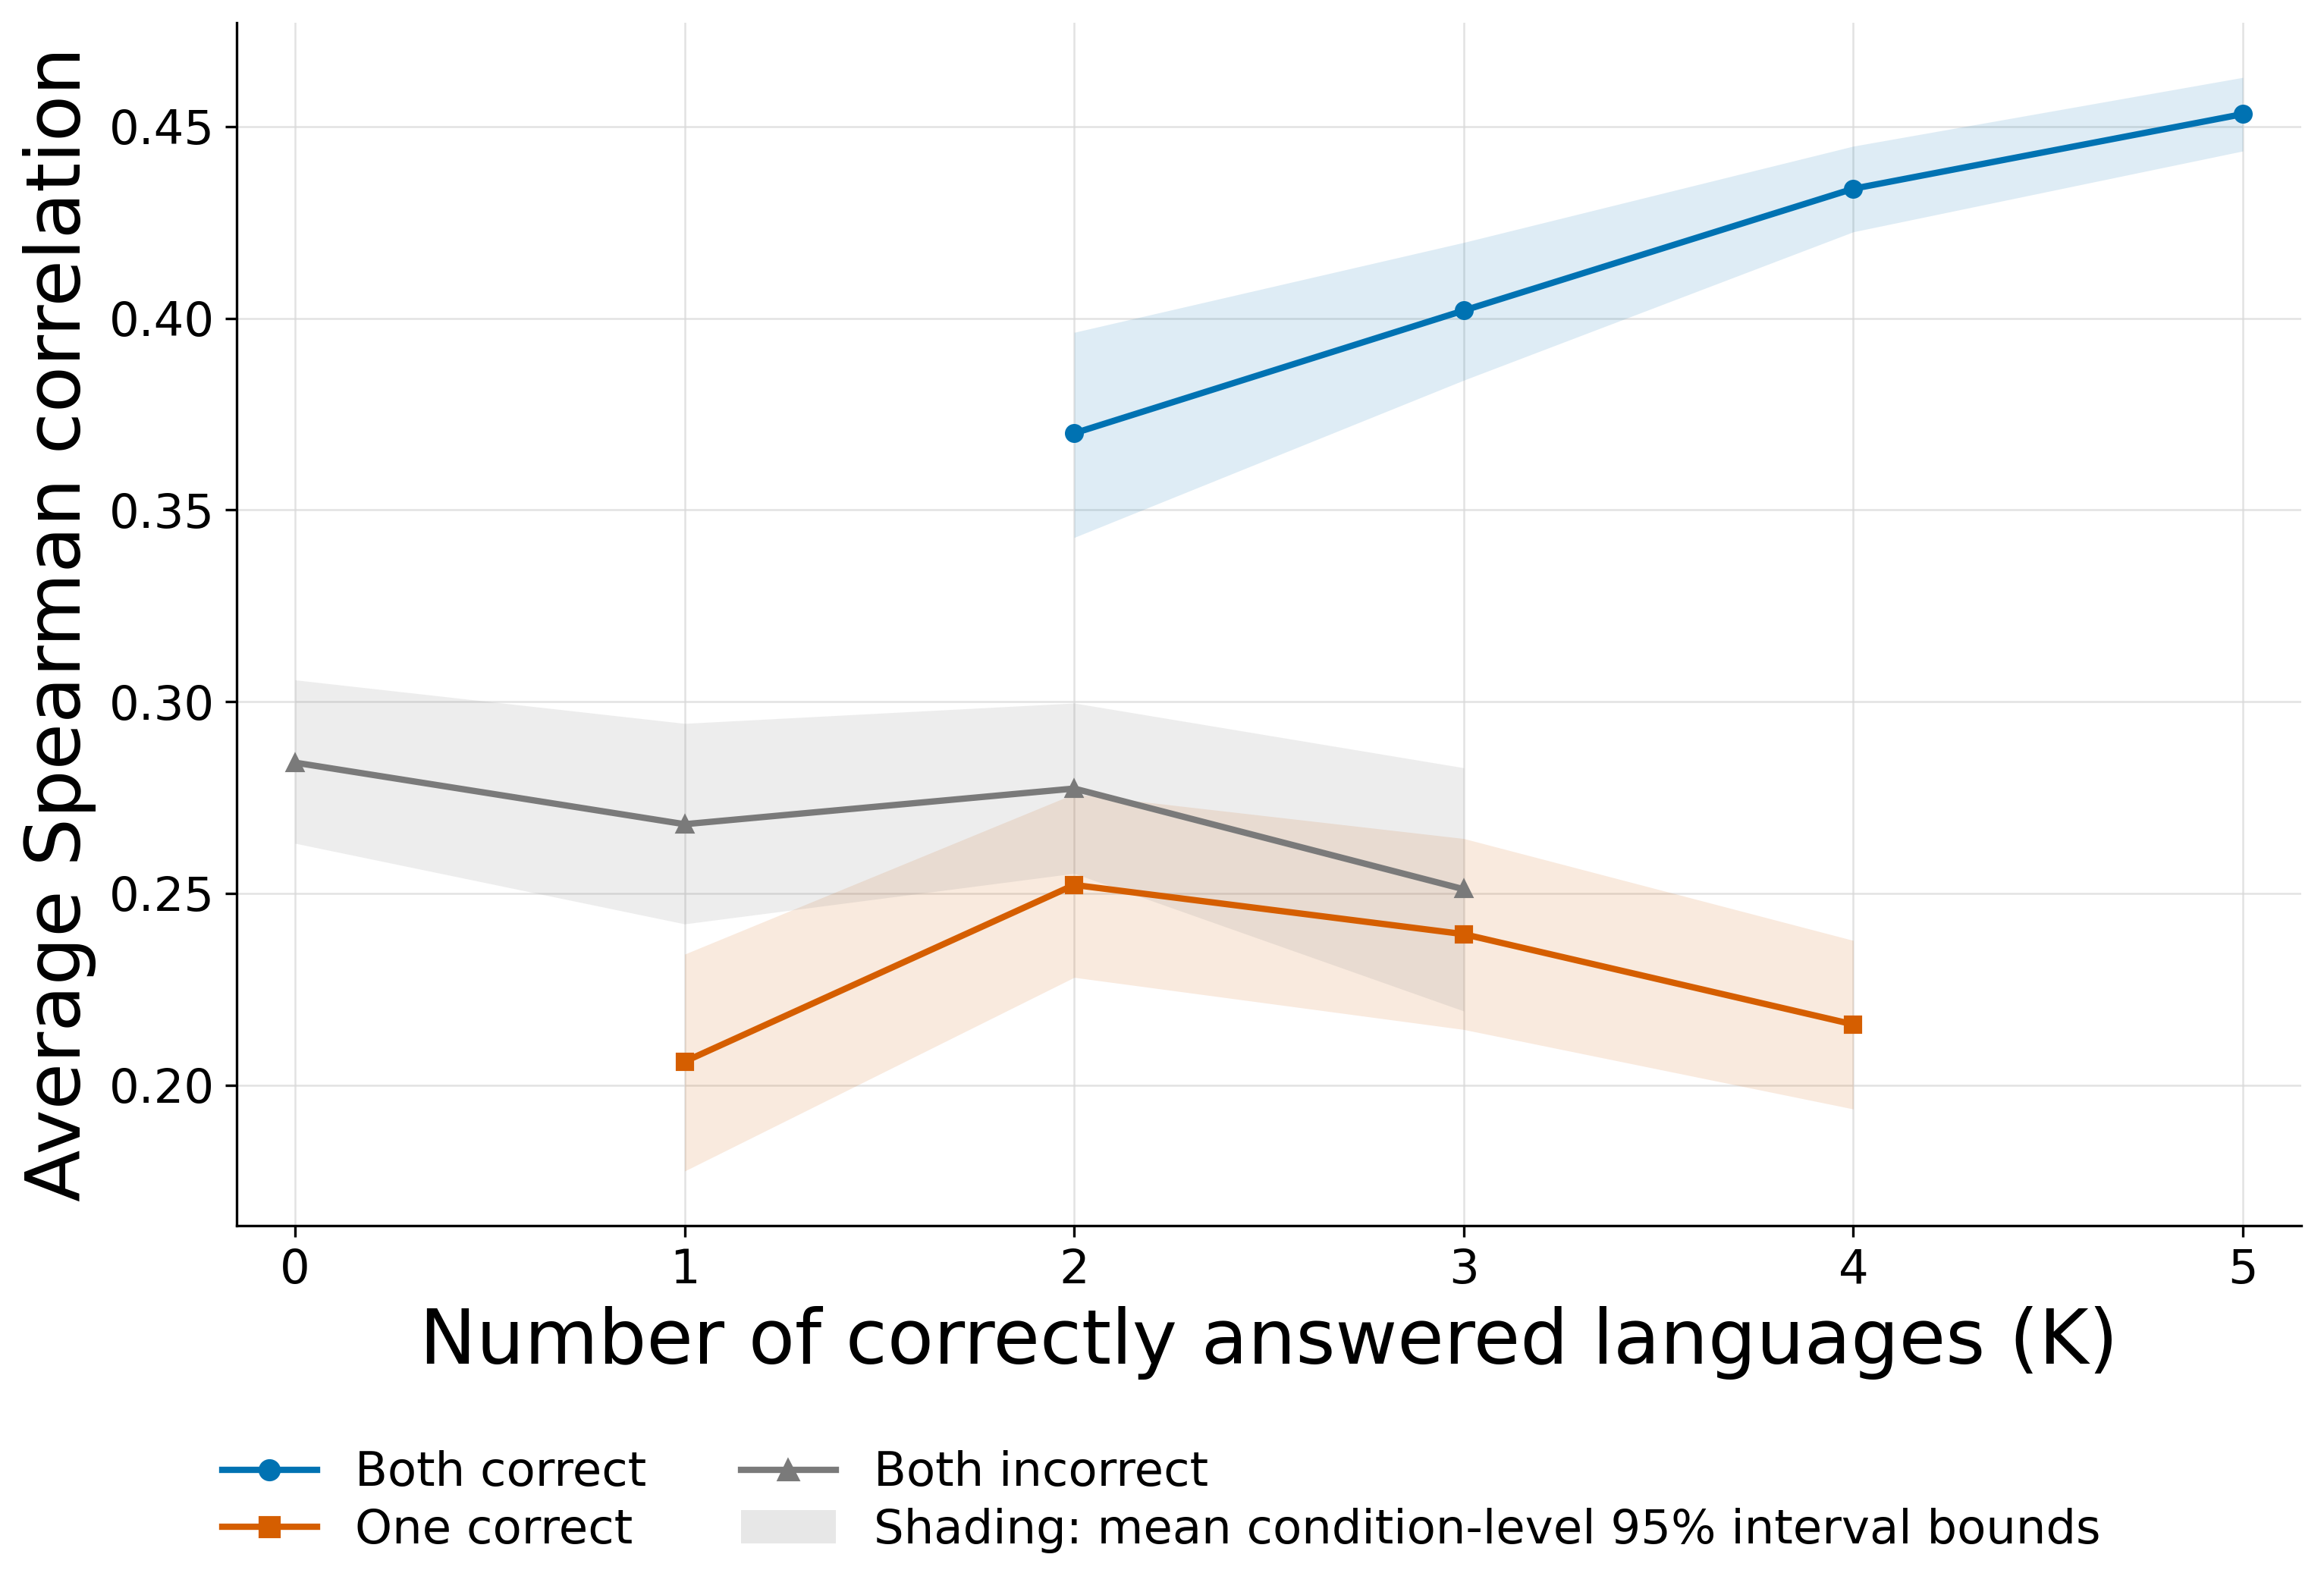 Average Spearman correlation
0.45
0.40
0.35
0.30
0.25
0.20
0 1 2 3 4 5
Number of correctly answered languages (K)
Both correct
One correct
Both incorrect
Shading: mean condition-level 95% interval bounds